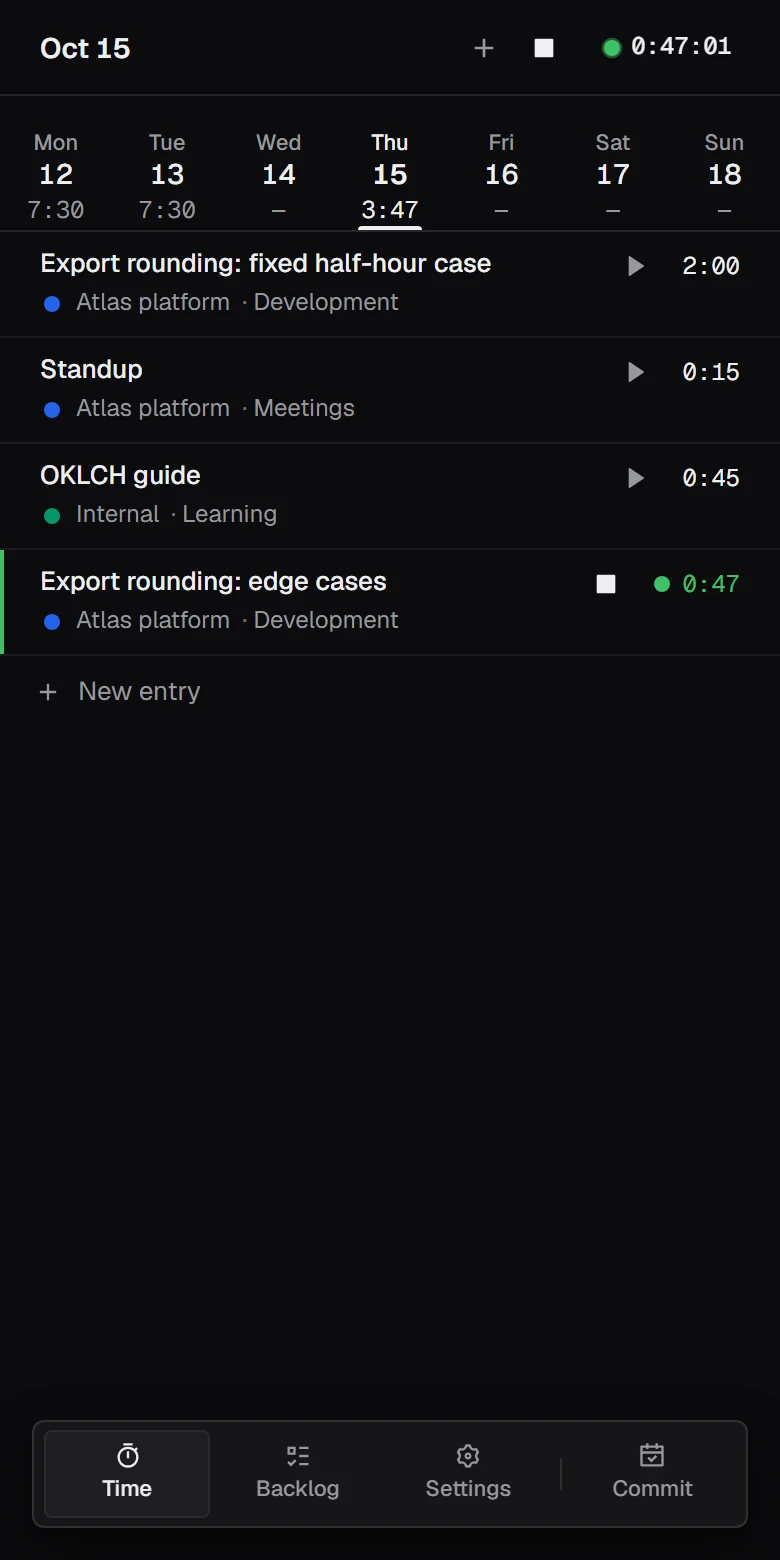 Oct 15 0:47:01
Mon Tue Wed Thu Fri Sat Sun
12 13 14 15 16 17 18
7:30 7:30 – 3:47 – – –
Export rounding: fixed half-hour case 2:00
Atlas platform · Development
Standup 0:15
Atlas platform · Meetings
OKLCH guide 0:45
Internal · Learning
Export rounding: edge cases 0:47
Atlas platform · Development
+ New entry
Time Backlog Settings Commit